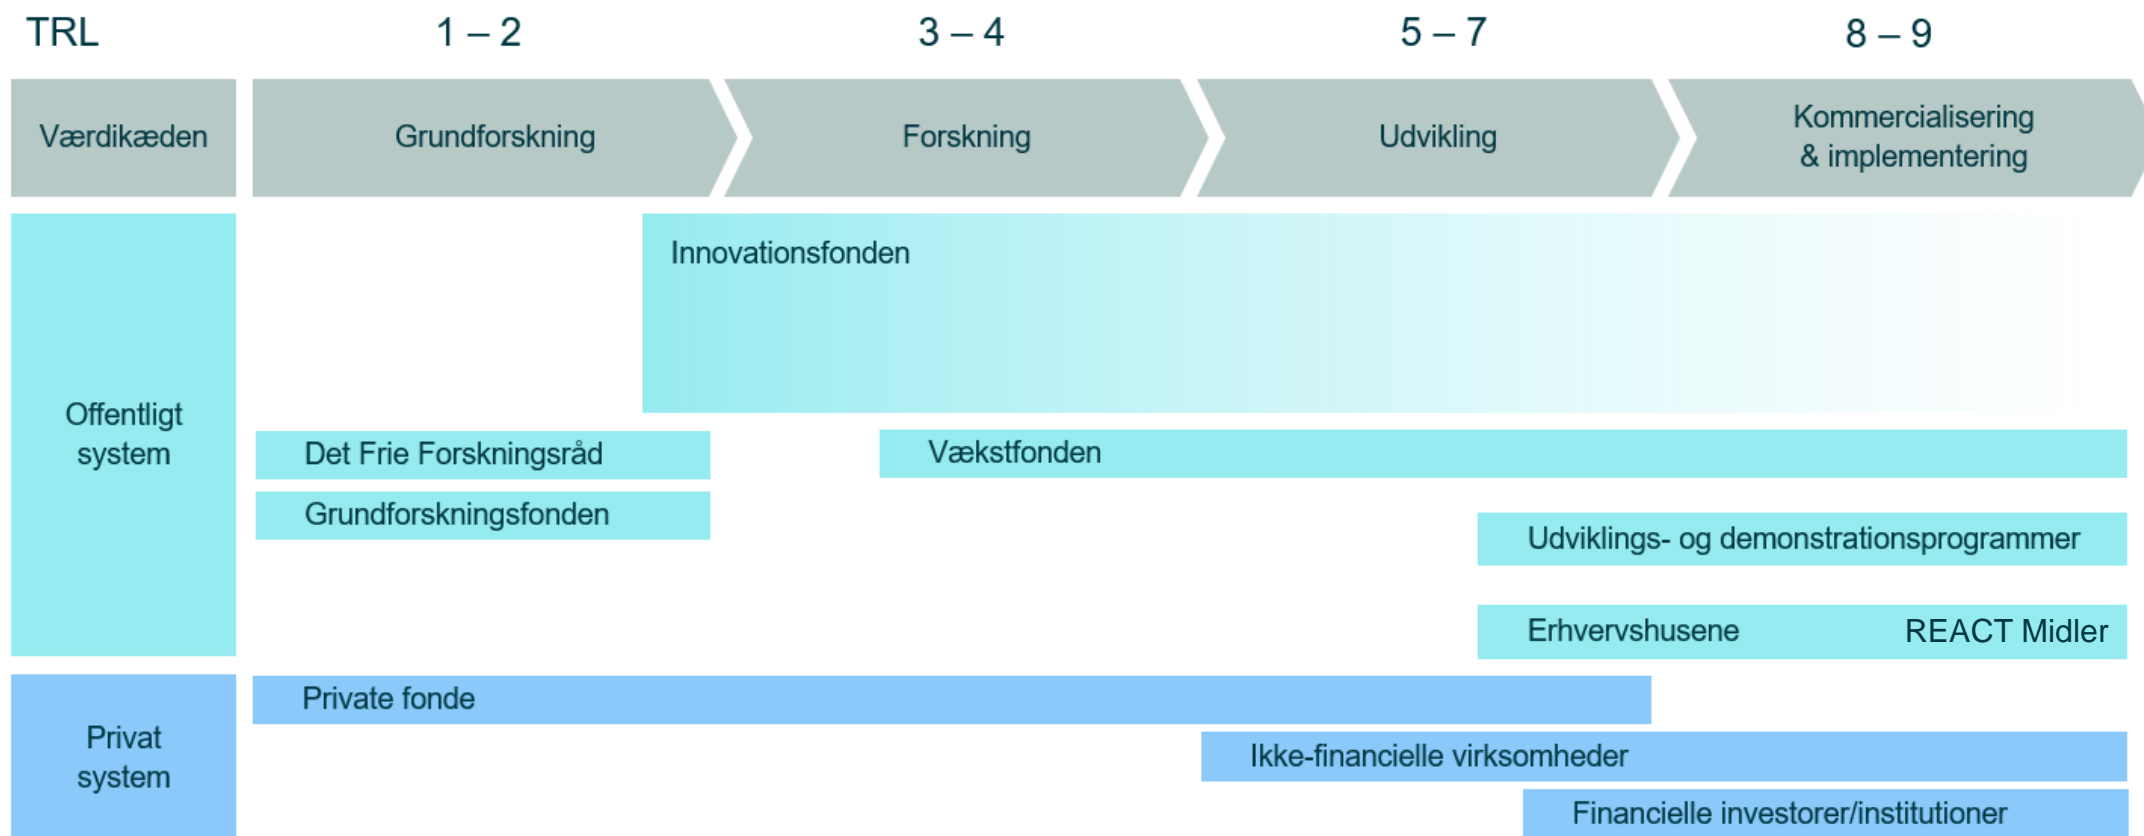 TRL 1 – 2 3 – 4 5 – 7 8 – 9
Værdikæden
Grundforskning
Forskning
Udvikling
Kommercialisering
& implementering
Offentligt
system
Innovationsfonden
Det Frie Forskningsråd
Vækstfonden
Grundforskningsfonden
Udviklings- og demonstrationsprogrammer
Erhvervshusene REACT Midler
Privat
system
Private fonde
Ikke-financielle virksomheder
Financielle investorer/institutioner